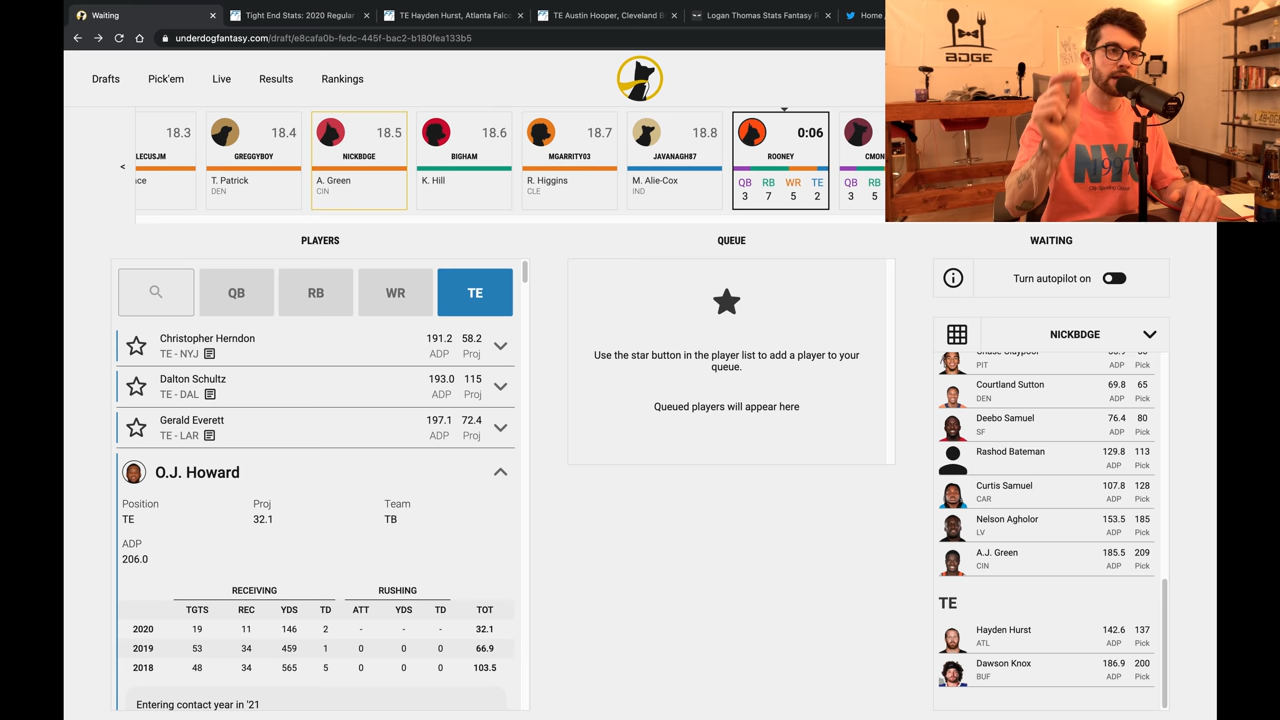 Waiting
Tight End Stats: 2020 Regular
TE Hayden Hurst, Atlanta Falco
TE Austin Hooper, Cleveland B
Logan Thomas Stats Fantasy F
Home
underdogfantasy.com/draft/e8cafa0b-fedc-445f-bac2-b180fea133b5
BDGE
Drafts Pick'em Live Results Rankings
18.3 18.4 18.5 18.6 18.7 18.8 0:06
LECUSJM GREGGYBOY NICKBDGE BIGHAM MGARRITY03 JAVANAGH87 ROONEY CMON
nce T. Patrick A. Green K. Hill R. Higgins M. Alie-Cox QB RB WR TE QB RB
DEN CIN CLE IND 3 7 5 2 3 5
<
NYC
1997
PLAYERS QUEUE WAITING
QB RB WR TE
Turn autopilot on
NICKBDGE
Christopher Herndon 191.2 58.2
TE - NYJ ADP Proj
Dalton Schultz 193.0 115
TE - DAL ADP Proj
Gerald Everett 197.1 72.4
TE - LAR ADP Proj
O.J. Howard
Position Proj Team
TE 32.1 TB
ADP
206.0
RECEIVING RUSHING
TGTS REC YDS TD ATT YDS TD TOT
2020 19 11 146 2 - - - 32.1
2019 53 34 459 1 0 0 0 66.9
2018 48 34 565 5 0 0 0 103.5
Entering contact year in '21
Use the star button in the player list to add a player to your
queue.
Queued players will appear here
PIT ADP Pick
Courtland Sutton 69.8 65
DEN ADP Pick
Deebo Samuel 76.4 80
SF ADP Pick
Rashod Bateman 129.8 113
ADP Pick
Curtis Samuel 107.8 128
CAR ADP Pick
Nelson Agholor 153.5 185
LV ADP Pick
A.J. Green 185.5 209
CIN ADP Pick
TE
Hayden Hurst 142.6 137
ATL ADP Pick
Dawson Knox 186.9 200
BUF ADP Pick